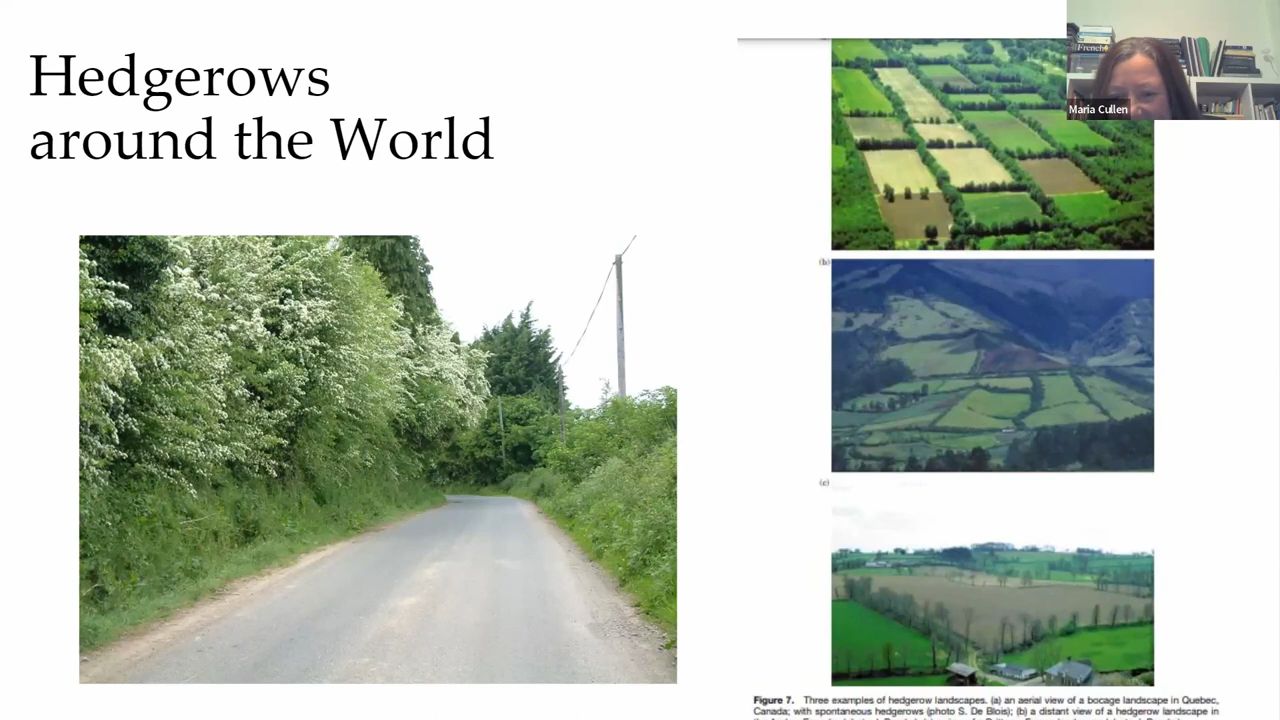 Hedgerows
around the World
French
Maria Cullen
(b)
(c)
Figure 7. Three examples of hedgerow landscapes. (a) an aerial view of a bocage landscape in Quebec,
Canada; with spontaneous hedgerows (photo S. De Blois); (b) a distant view of a hedgerow landscape in